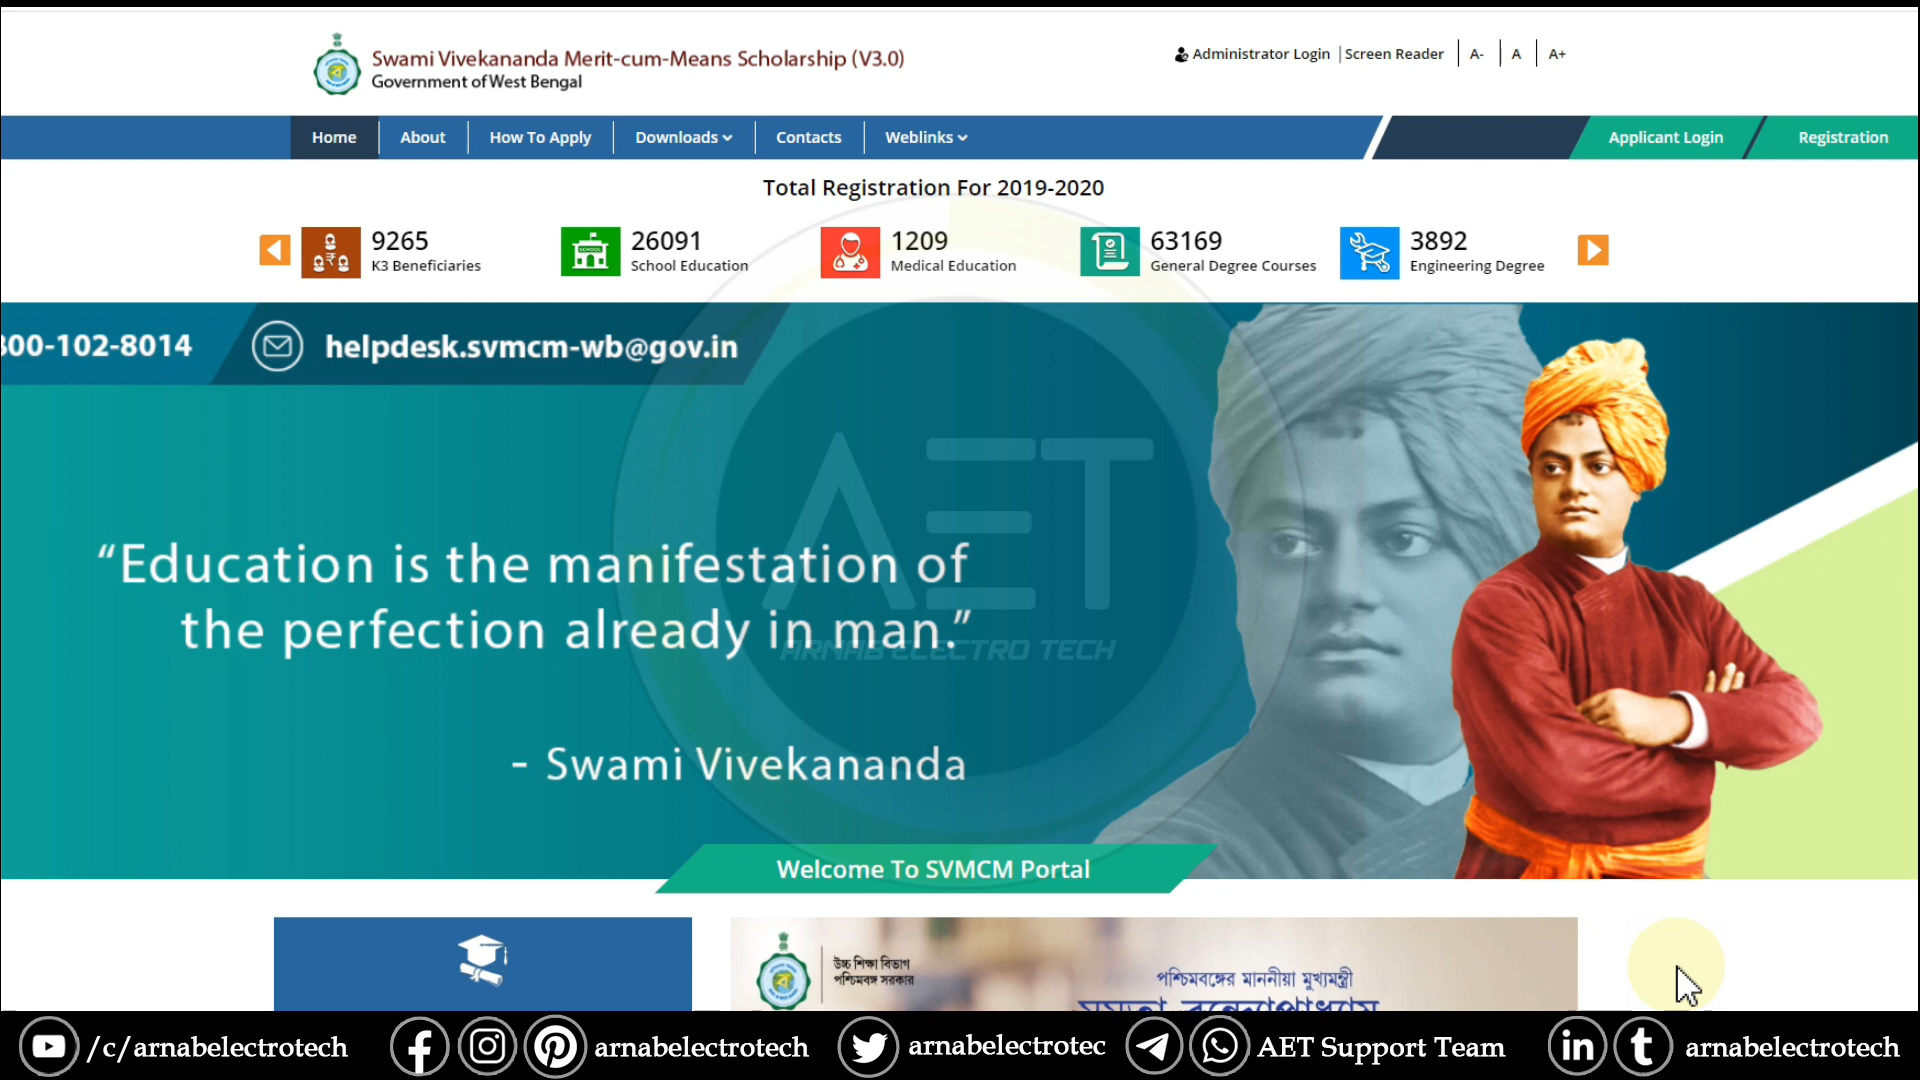 Swami Vivekananda Merit-cum-Means Scholarship (V3.0)
Government of West Bengal
Administrator Login | Screen Reader | A- | A | A+
Home | About | How To Apply | Downloads | Contacts | Weblinks
Applicant Login
Registration
Total Registration For 2019-2020
9265
K3 Beneficiaries
26091
School Education
1209
Medical Education
63169
General Degree Courses
3892
Engineering Degree
00-102-8014
helpdesk.svmcm-wb@gov.in
“Education is the manifestation of
the perfection already in man.”
- Swami Vivekananda
AET
ARNAB ELECTRO TECH
Welcome To SVMCM Portal
উচ্চ শিক্ষা বিভাগ
পশ্চিমবঙ্গ সরকার
পশ্চিমবঙ্গের মাননীয়া মুখ্যমন্ত্রী
/c/arnabelectrotech
arnabelectrotech
arnabelectrotec
AET Support Team
arnabelectrotech